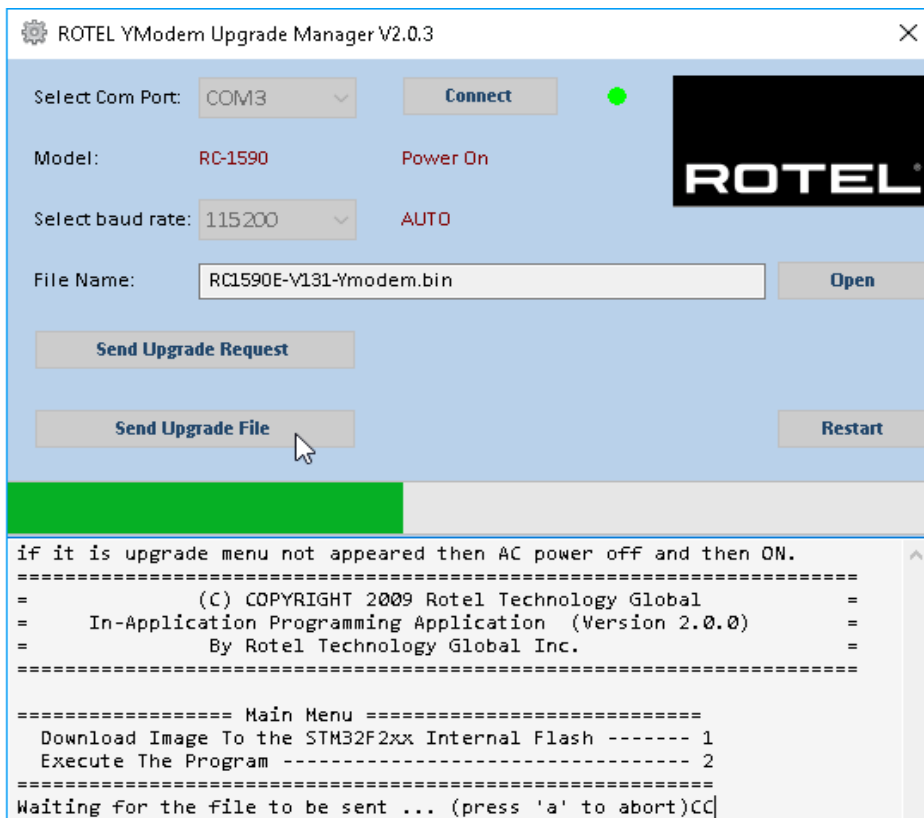 ROTEL YModem Upgrade Manager V2.0.3
Select Com Port: COM3 Connect
ROTEL
Model: RC-1590 Power On
Select baud rate: 115200 AUTO
File Name: RC1590E-V131-Ymodem.bin Open
Send Upgrade Request
Send Upgrade File Restart
if it is upgrade menu not appeared then AC power off and then ON.
======================================================================
= (C) COPYRIGHT 2009 Rotel Technology Global =
= In-Application Programming Application (Version 2.0.0) =
= By Rotel Technology Global Inc. =
======================================================================
================== Main Menu ============================
Download Image To the STM32F2xx Internal Flash ------- 1
Execute The Program ---------------------------------- 2
==========================================================
Waiting for the file to be sent ... (press 'a' to abort)CC